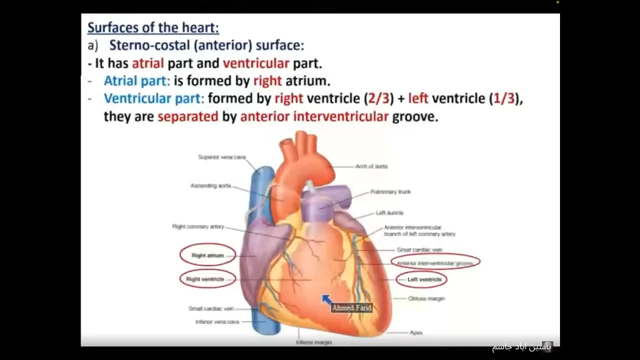 Surfaces of the heart:
a) Sterno-costal (anterior) surface:
- It has atrial part and ventricular part.
- Atrial part: is formed by right atrium.
- Ventricular part: formed by right ventricle (2/3) + left ventricle (1/3),
they are separated by anterior interventricular groove.
Superior vena cava
Arch of aorta
Ascending aorta
Pulmonary trunk
Left auricle
Right coronary artery
Anterior interventricular
branch of left coronary artery
Small cardiac vein
Right atrium
Anterior interventricular groove
Right ventricle
Left ventricle
Obtuse margin
Ahmed Farid
Small cardiac vein
Inferior vena cava
Apex
Inferior margin
ياسمين اياد جاسم